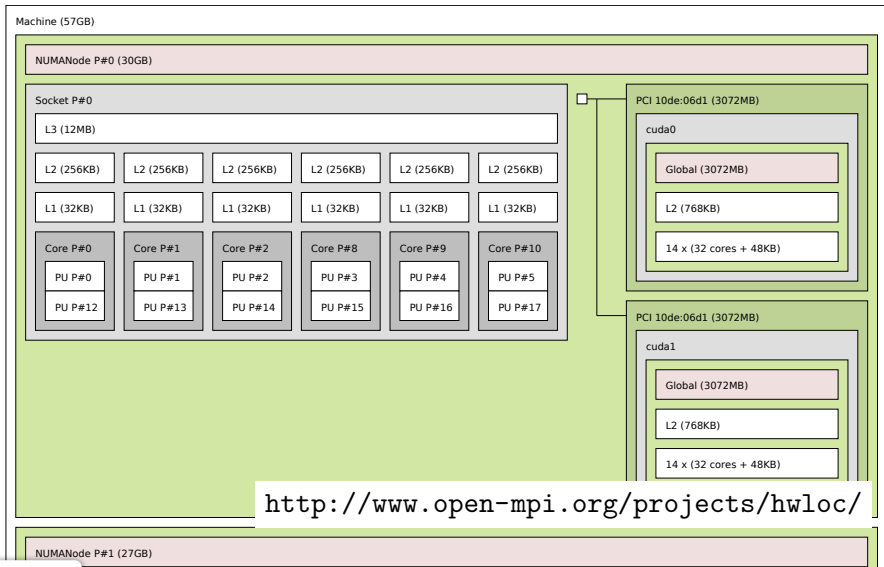 Machine (57GB)
NUMANode P#0 (30GB)
Socket P#0
L3 (12MB)
L2 (256KB) L2 (256KB) L2 (256KB) L2 (256KB) L2 (256KB) L2 (256KB)
L1 (32KB) L1 (32KB) L1 (32KB) L1 (32KB) L1 (32KB) L1 (32KB)
Core P#0 Core P#1 Core P#2 Core P#8 Core P#9 Core P#10
PU P#0 PU P#1 PU P#2 PU P#3 PU P#4 PU P#5
PU P#12 PU P#13 PU P#14 PU P#15 PU P#16 PU P#17
PCI 10de:06d1 (3072MB)
cuda0
Global (3072MB)
L2 (768KB)
14 x (32 cores + 48KB)
PCI 10de:06d1 (3072MB)
cuda1
Global (3072MB)
L2 (768KB)
14 x (32 cores + 48KB)
http://www.open-mpi.org/projects/hwloc/
NUMANode P#1 (27GB)